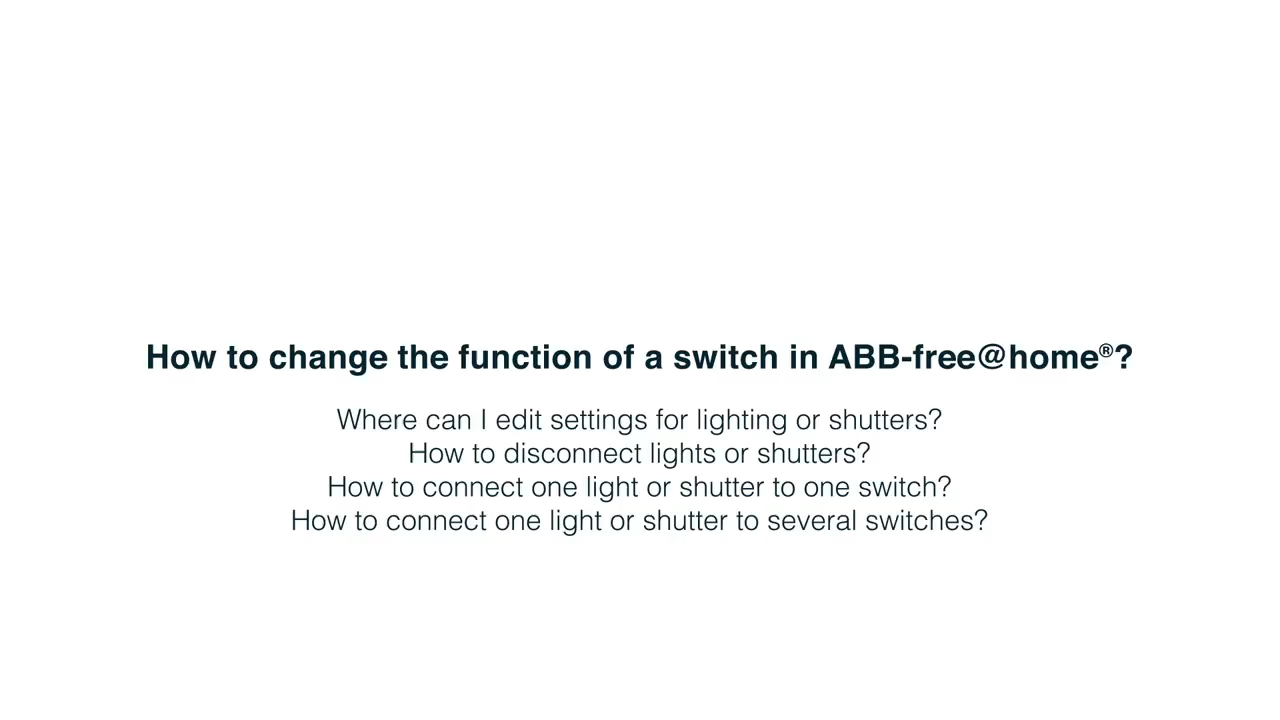 How to change the function of a switch in ABB-free@home®?
Where can I edit settings for lighting or shutters?
How to disconnect lights or shutters?
How to connect one light or shutter to one switch?
How to connect one light or shutter to several switches?